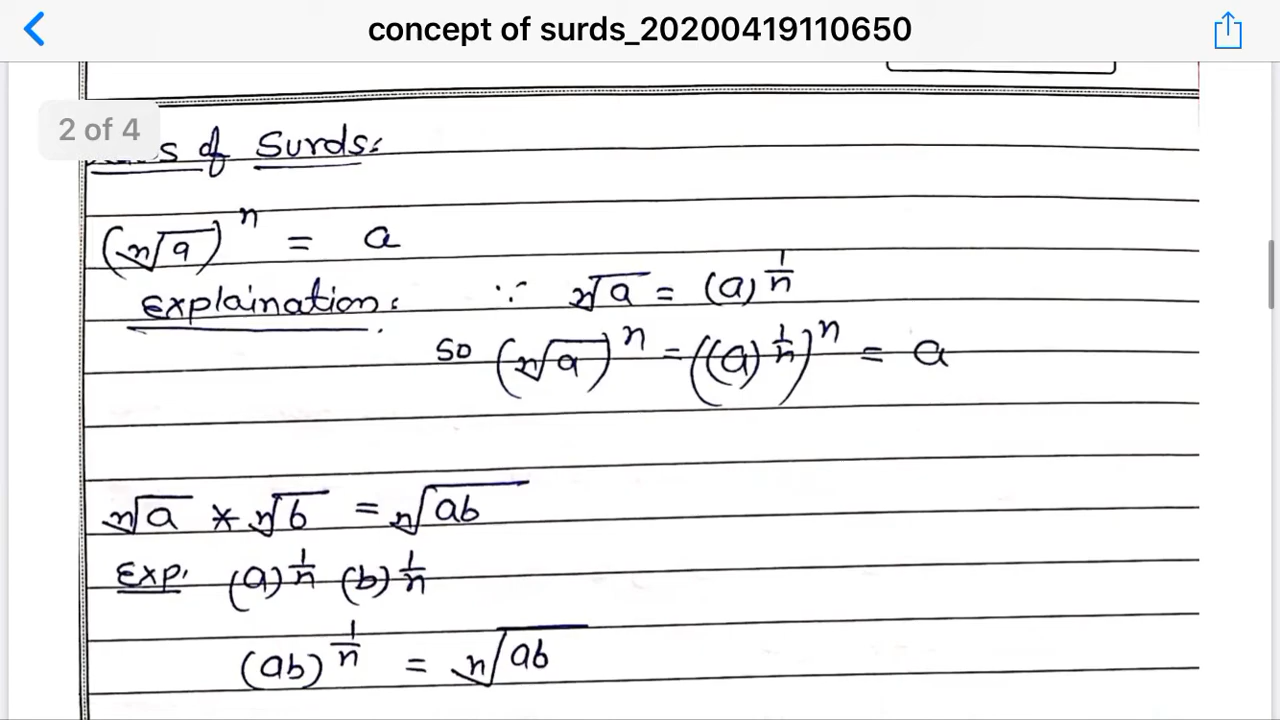 concept of surds_20200419110650
2 of 4
of Surds:
(ⁿ√a)ⁿ = a
Explaination: ∵ ⁿ√a = (a)^(1/n)
so (ⁿ√a)ⁿ = ((a)^(1/n))ⁿ = a
ⁿ√a * ⁿ√b = ⁿ√ab
Exp. (a)^(1/n) (b)^(1/n)
(ab)^(1/n) = ⁿ√ab